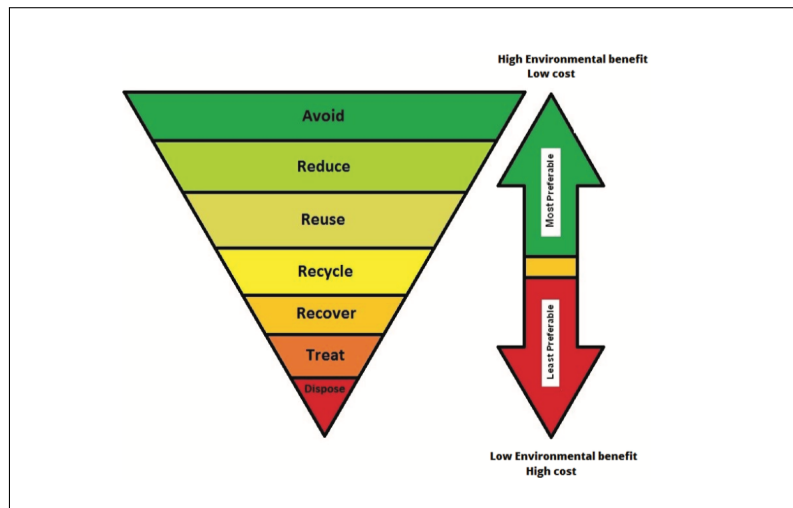 High Environmental benefit
Low cost
Avoid
Reduce
Reuse
Recycle
Recover
Treat
Dispose
Most Preferable
Least Preferable
Low Environmental benefit
High cost